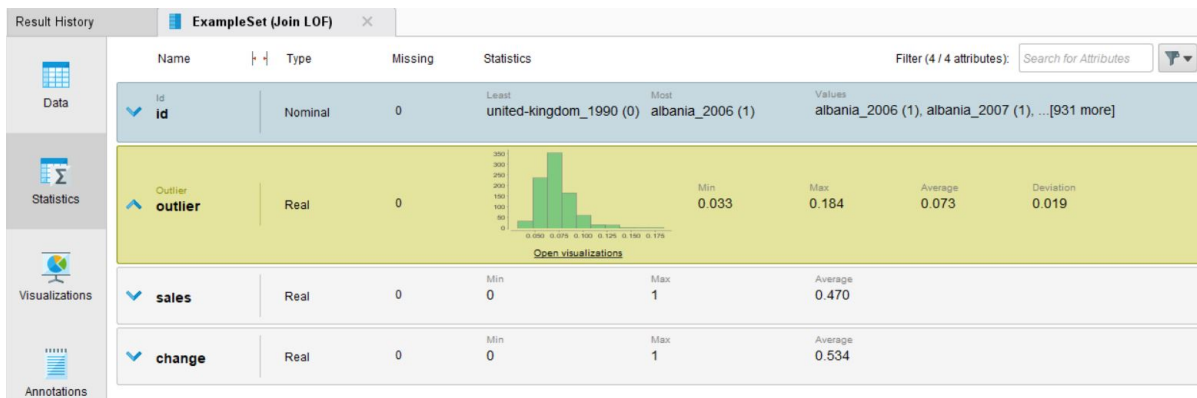 Result History
ExampleSet (Join LOF)
Name Type Missing Statistics Filter (4 / 4 attributes): Search for Attributes
Data
Id
id Nominal 0
Least
united-kingdom_1990 (0)
Most
albania_2006 (1)
Values
albania_2006 (1), albania_2007 (1), ...[931 more]
Statistics
Outlier
outlier Real 0
350
300
250
200
150
100
50
0
0.050 0.075 0.100 0.125 0.150 0.175
Open visualizations
Min
0.033
Max
0.184
Average
0.073
Deviation
0.019
Visualizations
sales Real 0
Min
0
Max
1
Average
0.470
change Real 0
Min
0
Max
1
Average
0.534
Annotations